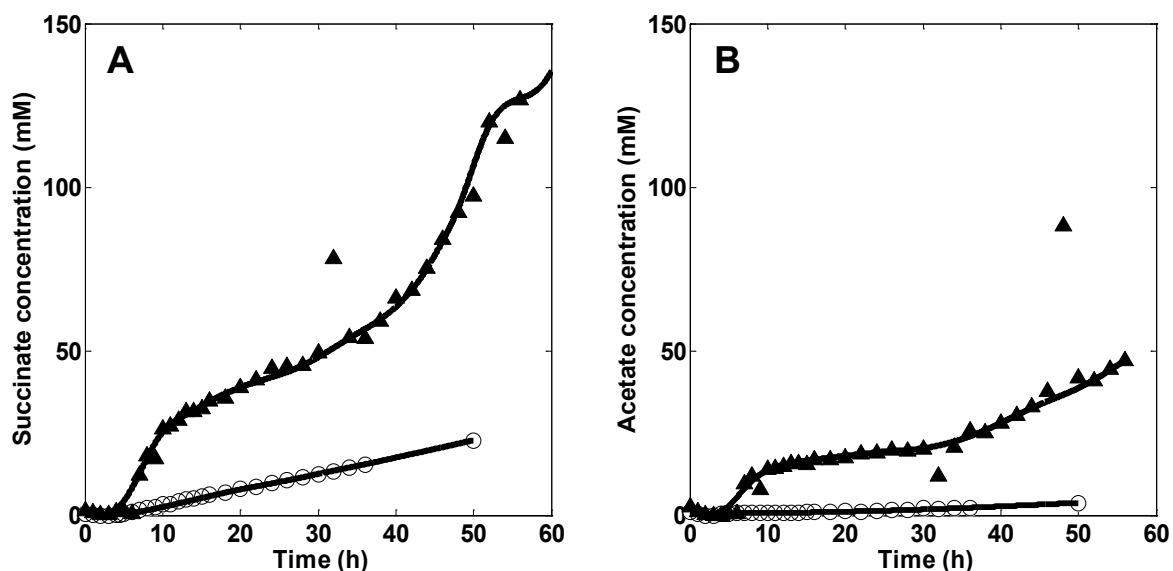 A
Succinate concentration (mM)
150
100
50
0
0 10 20 30 40 50 60
Time (h)
B
Acetate concentration (mM)
150
100
50
0
0 10 20 30 40 50 60
Time (h)